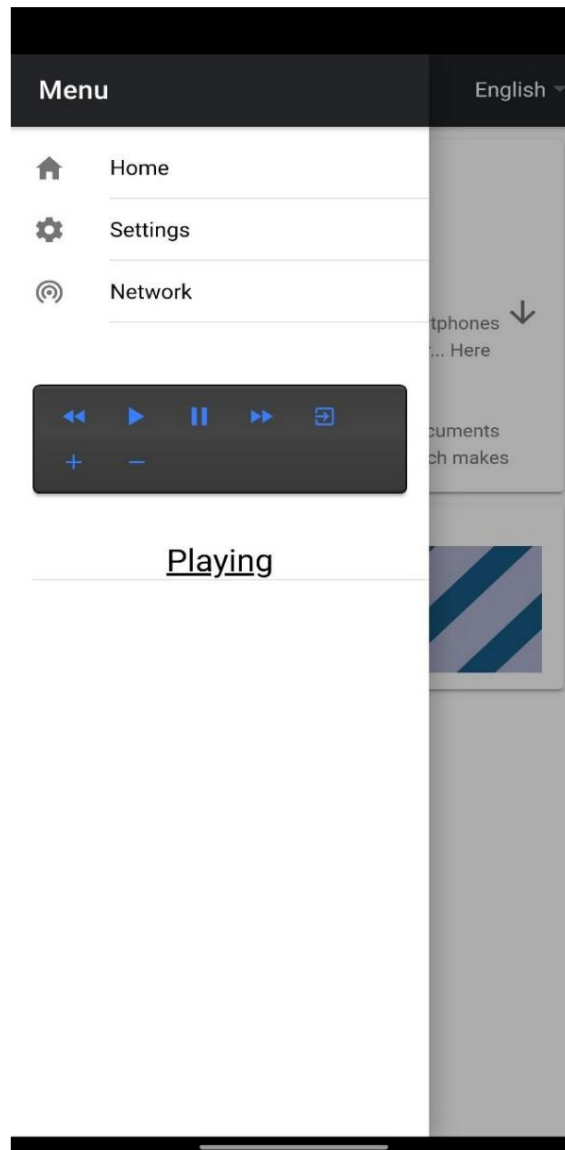 Menu
English
Home
Settings
Network
tphones
... Here
cuments
ch makes
Playing